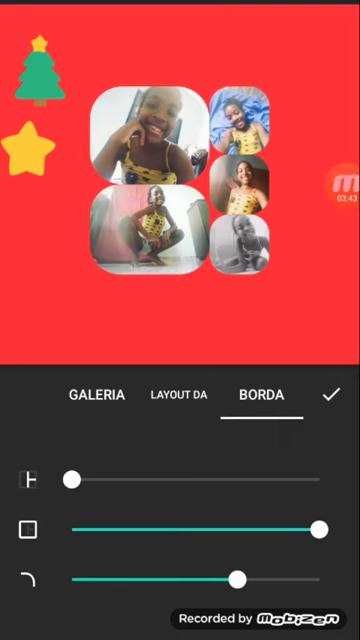 03:43
GALERIA
LAYOUT DA
BORDA
Recorded by mobizen